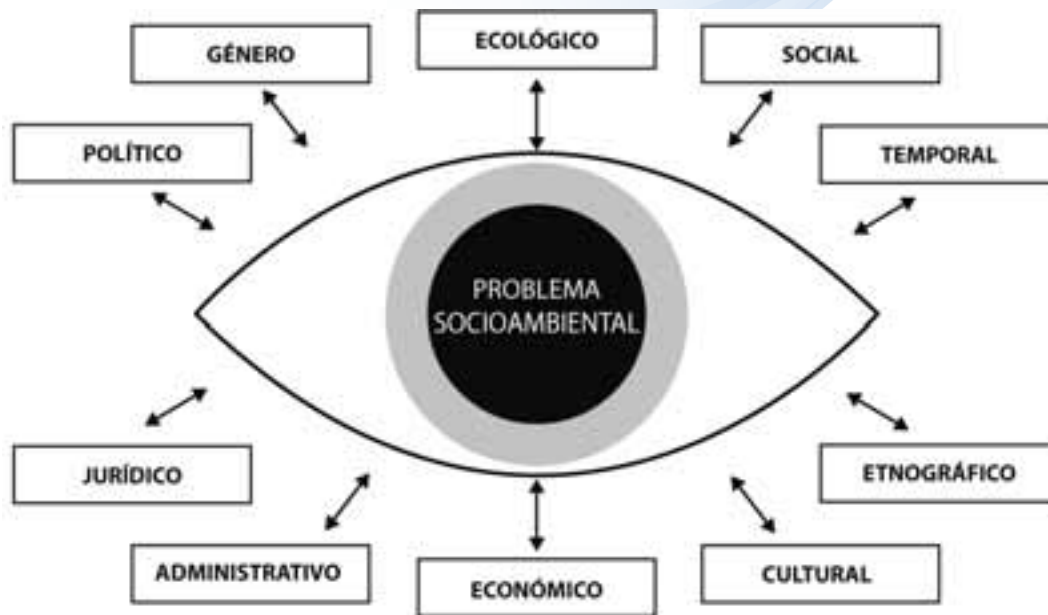 GÉNERO
ECOLÓGICO
SOCIAL
POLÍTICO
TEMPORAL
PROBLEMA
SOCIOAMBIENTAL
JURÍDICO
ETNOGRÁFICO
ADMINISTRATIVO
ECONÓMICO
CULTURAL